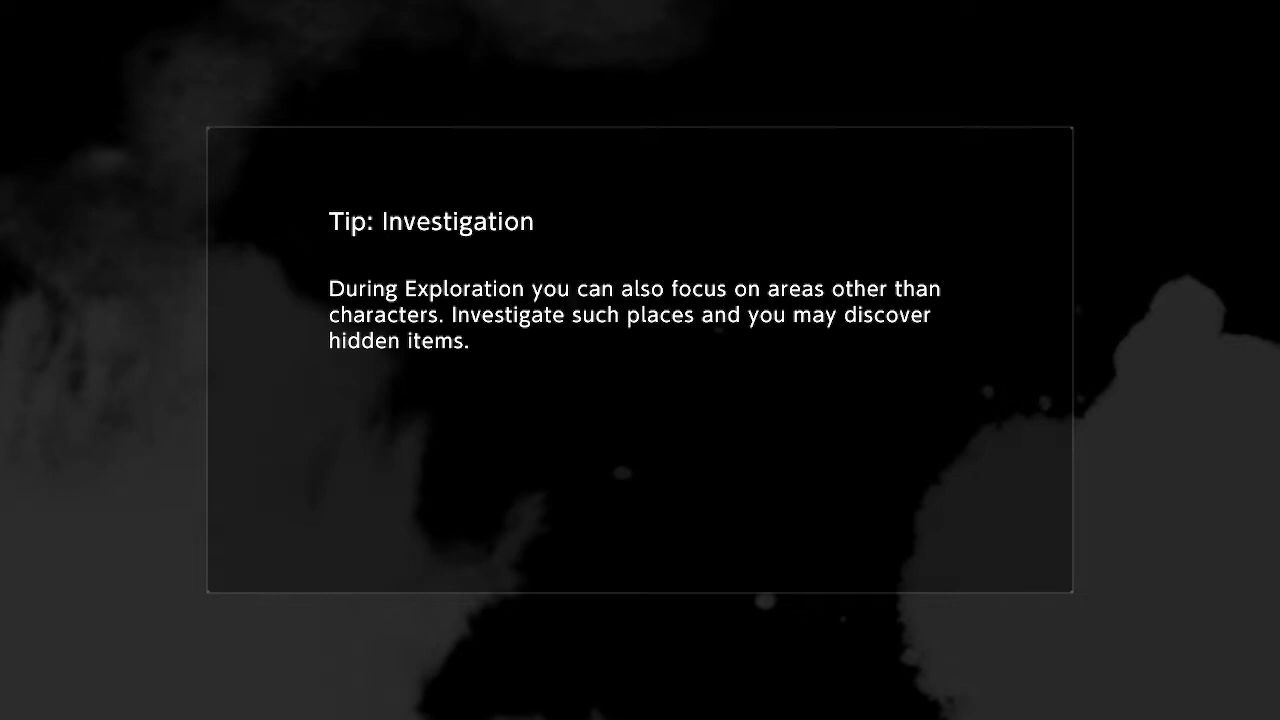 Tip: Investigation
During Exploration you can also focus on areas other than
characters. Investigate such places and you may discover
hidden items.